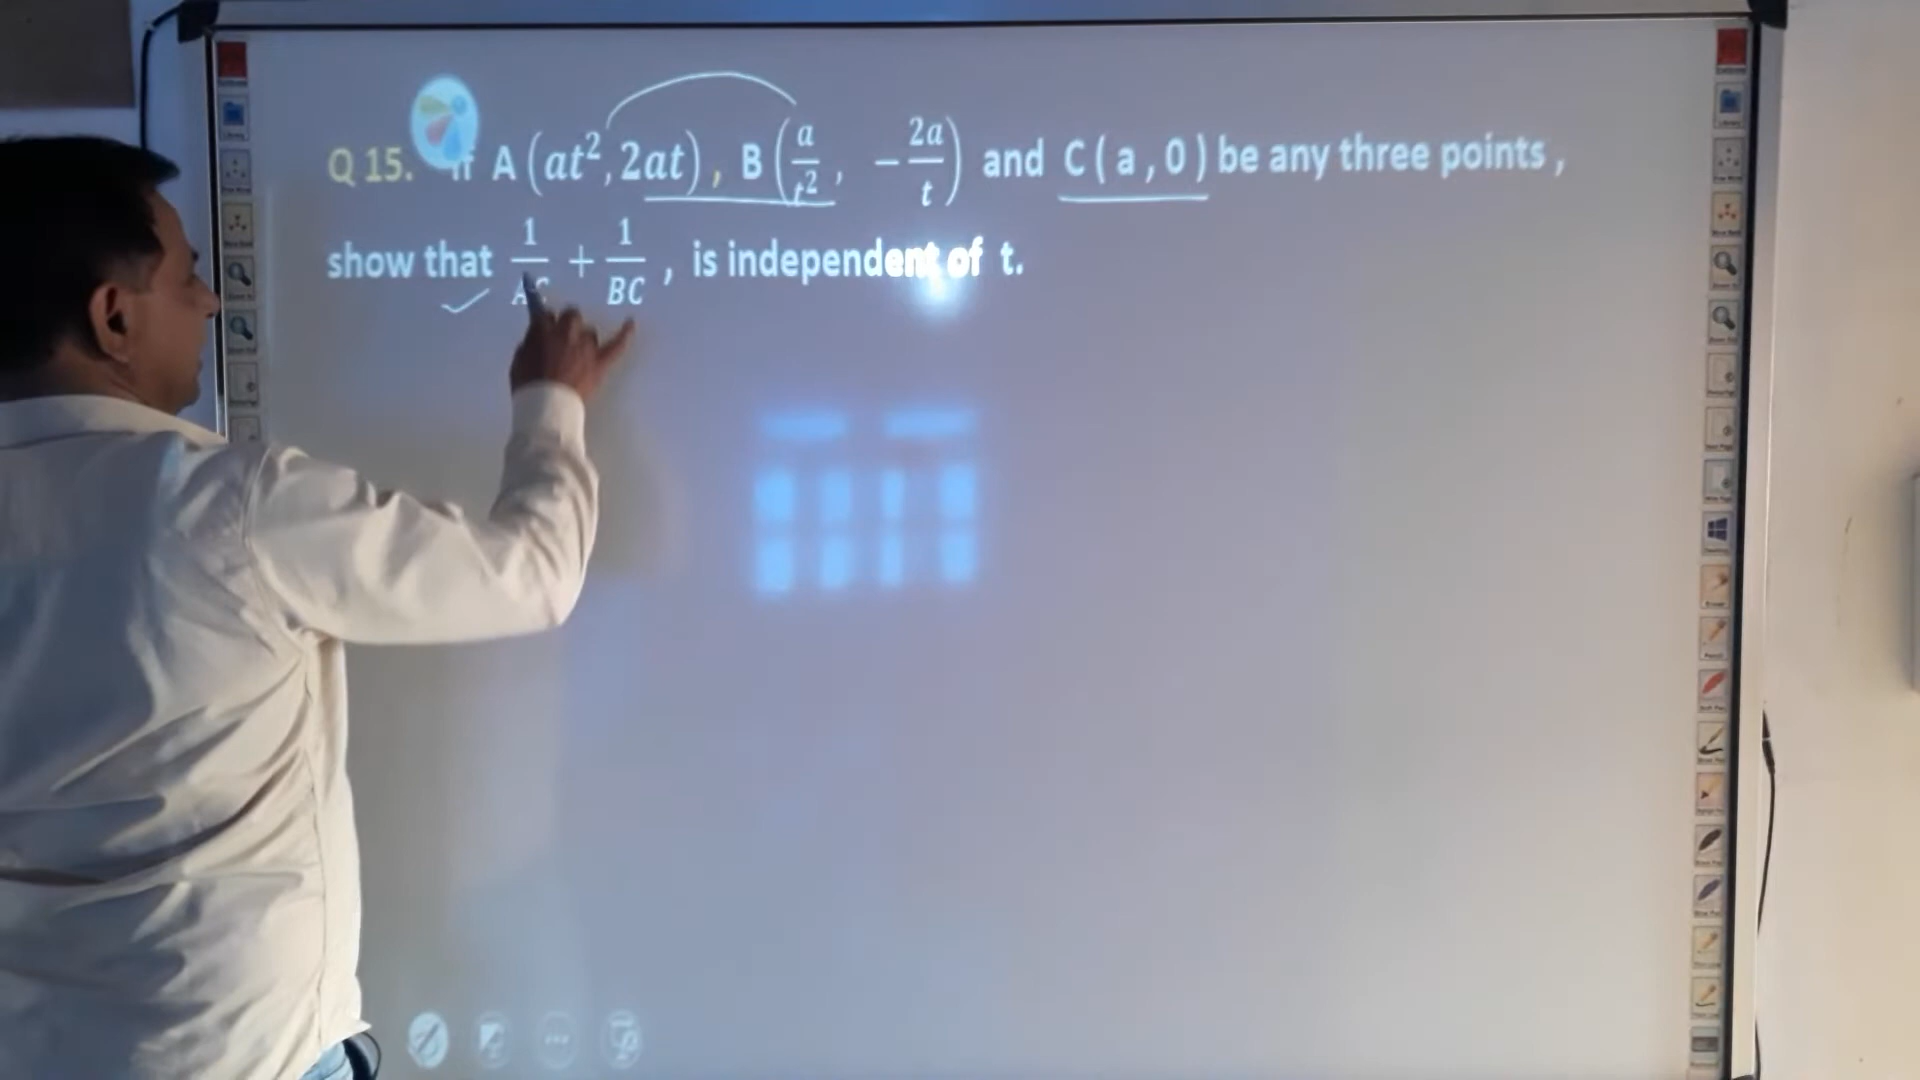 Q 15. If A (at², 2at), B (a/t², −2a/t) and C ( a , 0 ) be any three points ,
show that 1/AC + 1/BC , is independent of t.